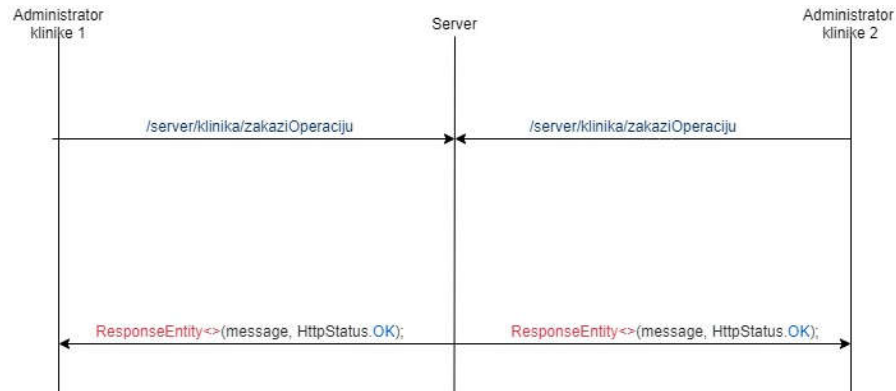 Administrator
klinike 1
Server
Administrator
klinike 2
/server/klinika/zakaziOperaciju
/server/klinika/zakaziOperaciju
ResponseEntity<>(message, HttpStatus.OK);
ResponseEntity<>(message, HttpStatus.OK);